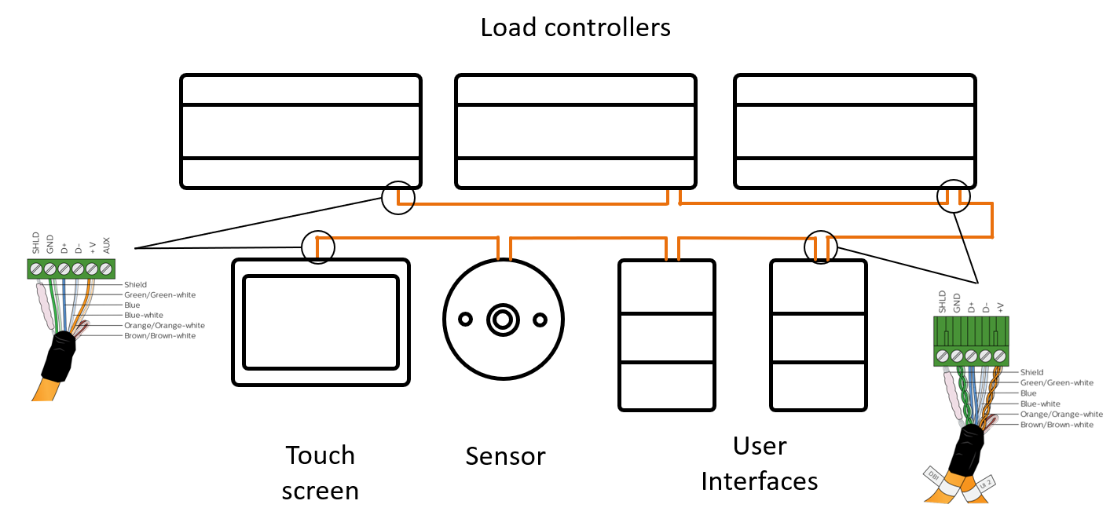 Load controllers
SHLD
GND
D+
D-
+V
AUX
Shield
Green/Green-white
Blue
Blue-white
Orange/Orange-white
Brown/Brown-white
SHLD
GND
D+
D-
+V
Shield
Green/Green-white
Blue
Blue-white
Orange/Orange-white
Brown/Brown-white
UI-2
Touch
screen
Sensor
User
Interfaces